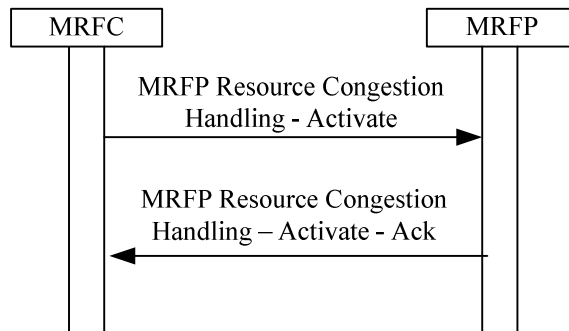 MRFC
MRFP
MRFP Resource Congestion
Handling - Activate
MRFP Resource Congestion
Handling – Activate - Ack